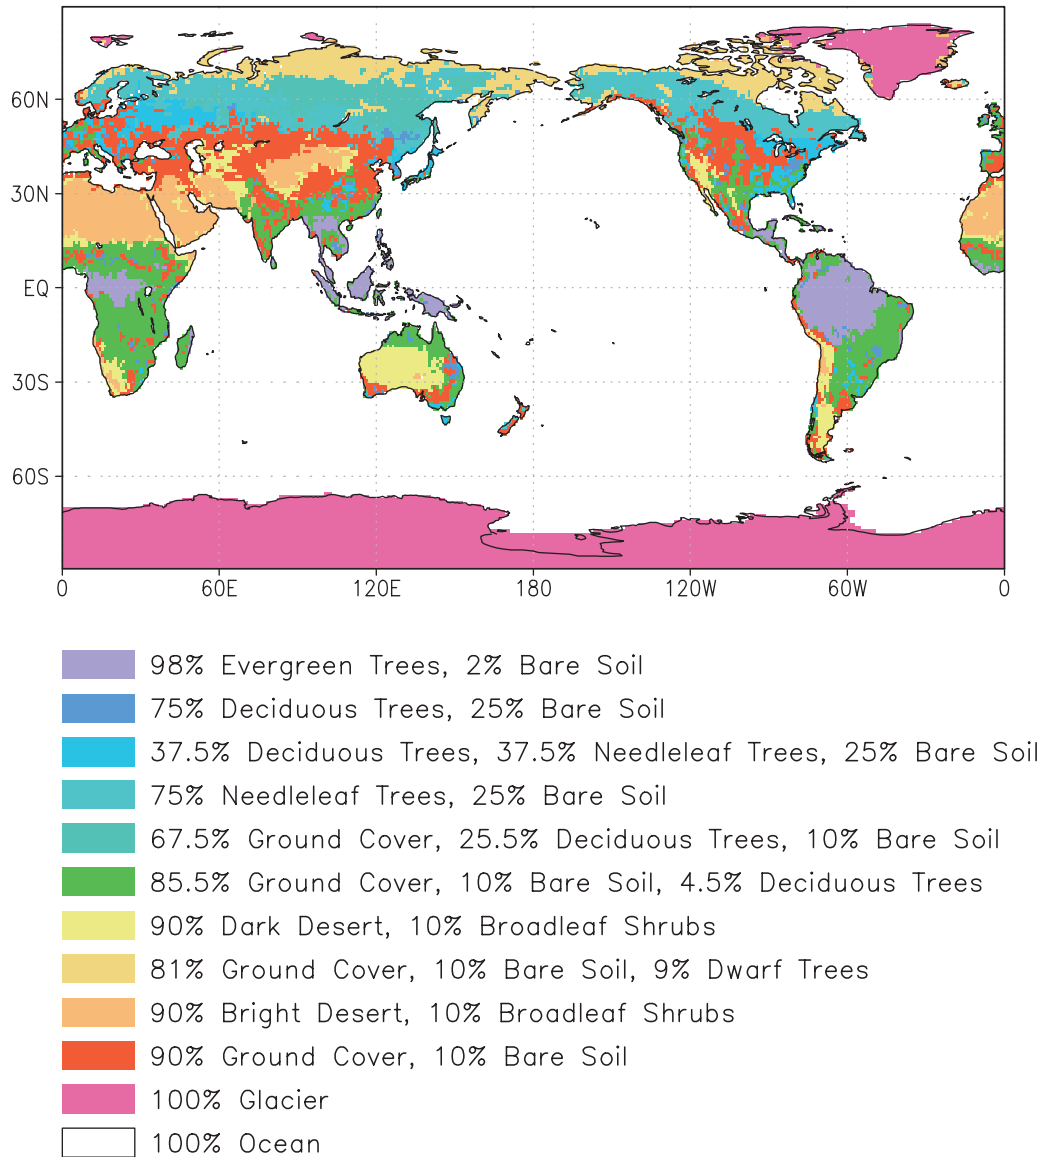 60N
30N
EQ
30S
60S
0 60E 120E 180 120W 60W 0
98% Evergreen Trees, 2% Bare Soil
75% Deciduous Trees, 25% Bare Soil
37.5% Deciduous Trees, 37.5% Needleleaf Trees, 25% Bare Soil
75% Needleleaf Trees, 25% Bare Soil
67.5% Ground Cover, 25.5% Deciduous Trees, 10% Bare Soil
85.5% Ground Cover, 10% Bare Soil, 4.5% Deciduous Trees
90% Dark Desert, 10% Broadleaf Shrubs
81% Ground Cover, 10% Bare Soil, 9% Dwarf Trees
90% Bright Desert, 10% Broadleaf Shrubs
90% Ground Cover, 10% Bare Soil
100% Glacier
100% Ocean